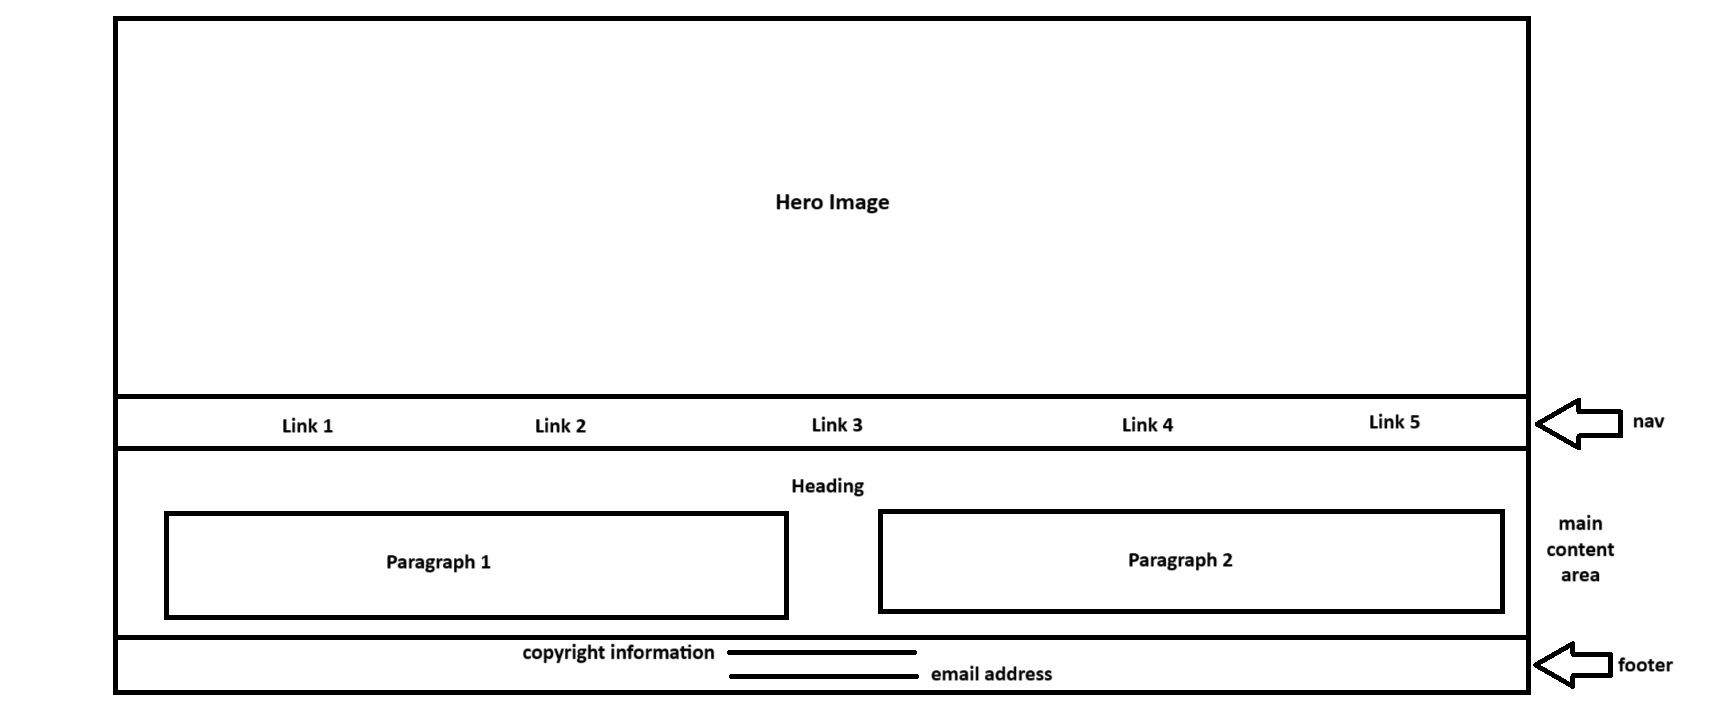 Hero Image
Link 1 Link 2 Link 3 Link 4 Link 5
nav
Heading
Paragraph 1
Paragraph 2
main
content
area
copyright information
email address
footer